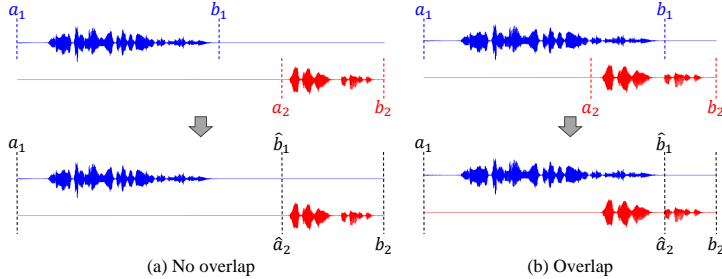 a₁ b₁ a₁ b₁
a₂ b₂ a₂ b₂
a₁ b̂₁ a₁ b̂₁
â₂ b₂ â₂ b₂
(a) No overlap (b) Overlap